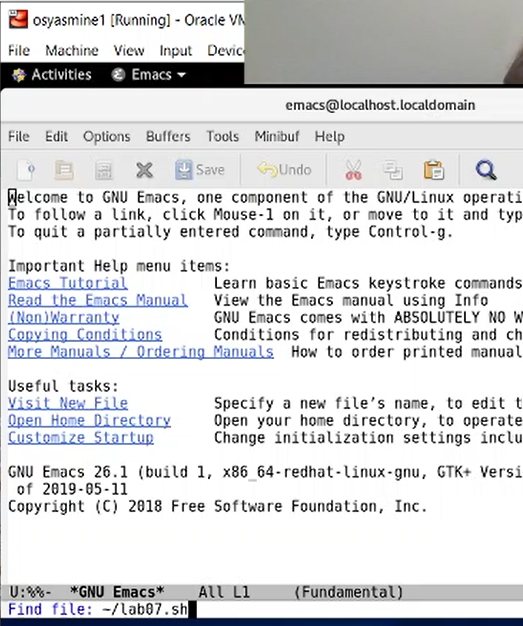 osyasmine1 [Running] - Oracle VM
File Machine View Input Devic
Activities Emacs
emacs@localhost.localdomain
File Edit Options Buffers Tools Minibuf Help
Save Undo
Welcome to GNU Emacs, one component of the GNU/Linux operati
To follow a link, click Mouse-1 on it, or move to it and typ
To quit a partially entered command, type Control-g.
Important Help menu items:
Emacs Tutorial Learn basic Emacs keystroke commands
Read the Emacs Manual View the Emacs manual using Info
(Non)Warranty GNU Emacs comes with ABSOLUTELY NO W
Copying Conditions Conditions for redistributing and ch
More Manuals / Ordering Manuals How to order printed manual
Useful tasks:
Visit New File Specify a new file’s name, to edit t
Open Home Directory Open your home directory, to operate
Customize Startup Change initialization settings inclu
GNU Emacs 26.1 (build 1, x86_64-redhat-linux-gnu, GTK+ Versi
of 2019-05-11
Copyright (C) 2018 Free Software Foundation, Inc.
U:%%- *GNU Emacs* All L1 (Fundamental)
Find file: ~/lab07.sh